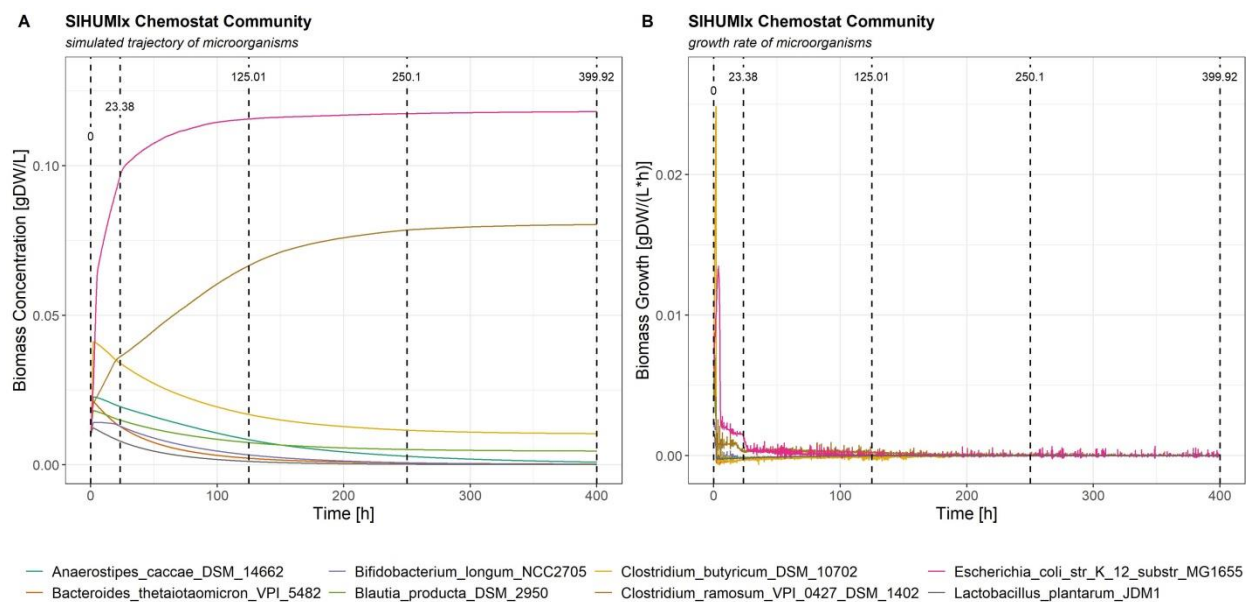 A
SIHUMIx Chemostat Community
simulated trajectory of microorganisms
125.01
250.1
399.92
23.38
0
0.10
0.05
0.00
Biomass Concentration [gDW/L]
0
100
200
300
400
Time [h]
B
SIHUMIx Chemostat Community
growth rate of microorganisms
23.38
125.01
250.1
399.92
0
0.02
0.01
0.00
Biomass Growth [gDW/(L*h)]
0
100
200
300
400
Time [h]
Anaerostipes_caccae_DSM_14662
Bifidobacterium_longum_NCC2705
Clostridium_butyricum_DSM_10702
Escherichia_coli_str_K_12_substr_MG1655
Bacteroides_thetaiotaomicron_VPI_5482
Blautia_producta_DSM_2950
Clostridium_ramosum_VPI_0427_DSM_1402
Lactobacillus_plantarum_JDM1